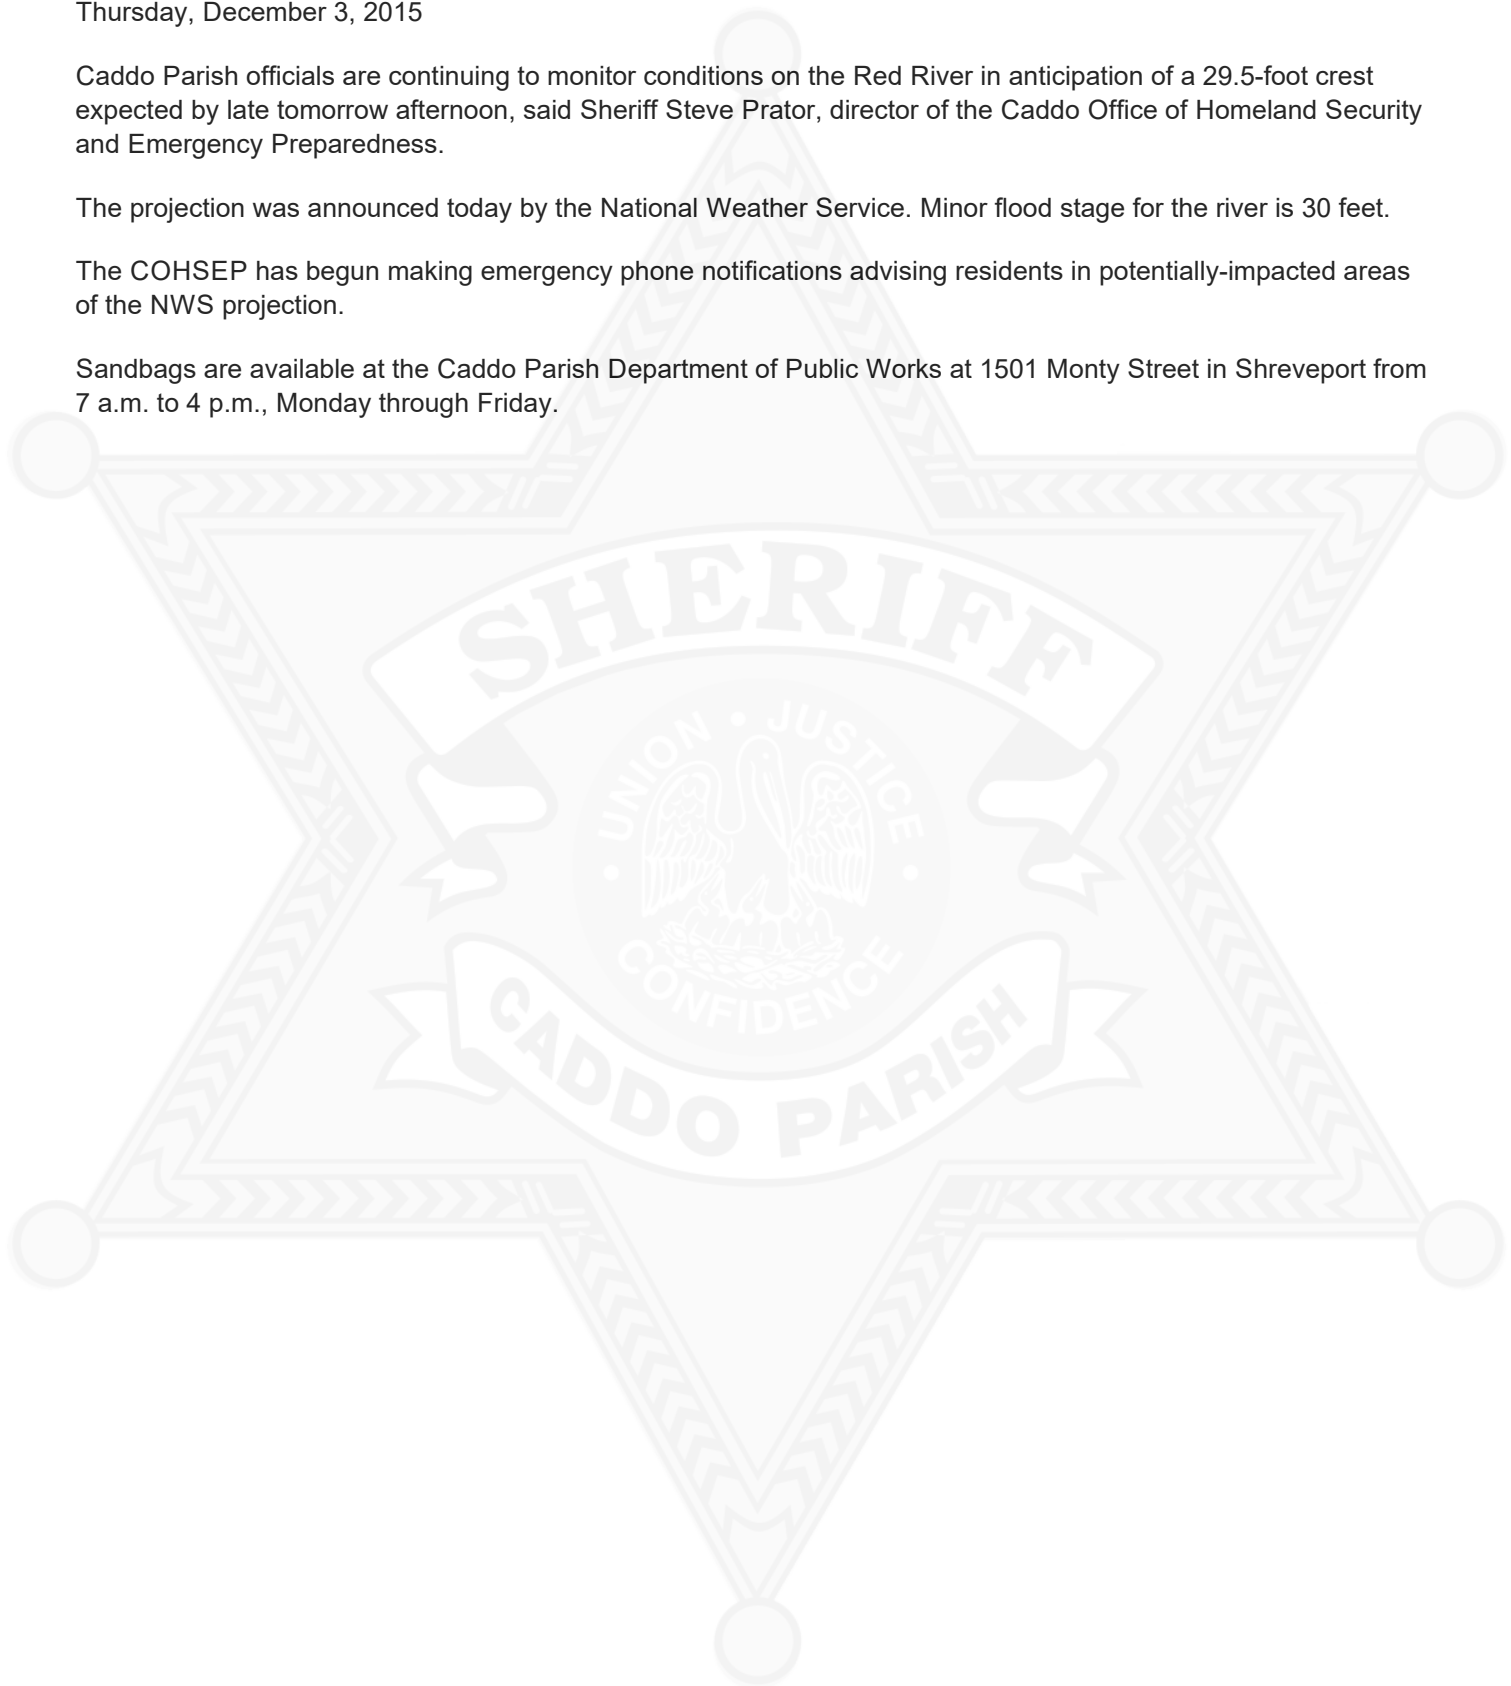 Thursday, December 3, 2015
Caddo Parish officials are continuing to monitor conditions on the Red River in anticipation of a 29.5-foot crest
expected by late tomorrow afternoon, said Sheriff Steve Prator, director of the Caddo Office of Homeland Security
and Emergency Preparedness.
The projection was announced today by the National Weather Service. Minor flood stage for the river is 30 feet.
The COHSEP has begun making emergency phone notifications advising residents in potentially-impacted areas
of the NWS projection.
Sandbags are available at the Caddo Parish Department of Public Works at 1501 Monty Street in Shreveport from
7 a.m. to 4 p.m., Monday through Friday.
SHERIFF
UNION • JUSTICE
• CONFIDENCE •
CADDO PARISH